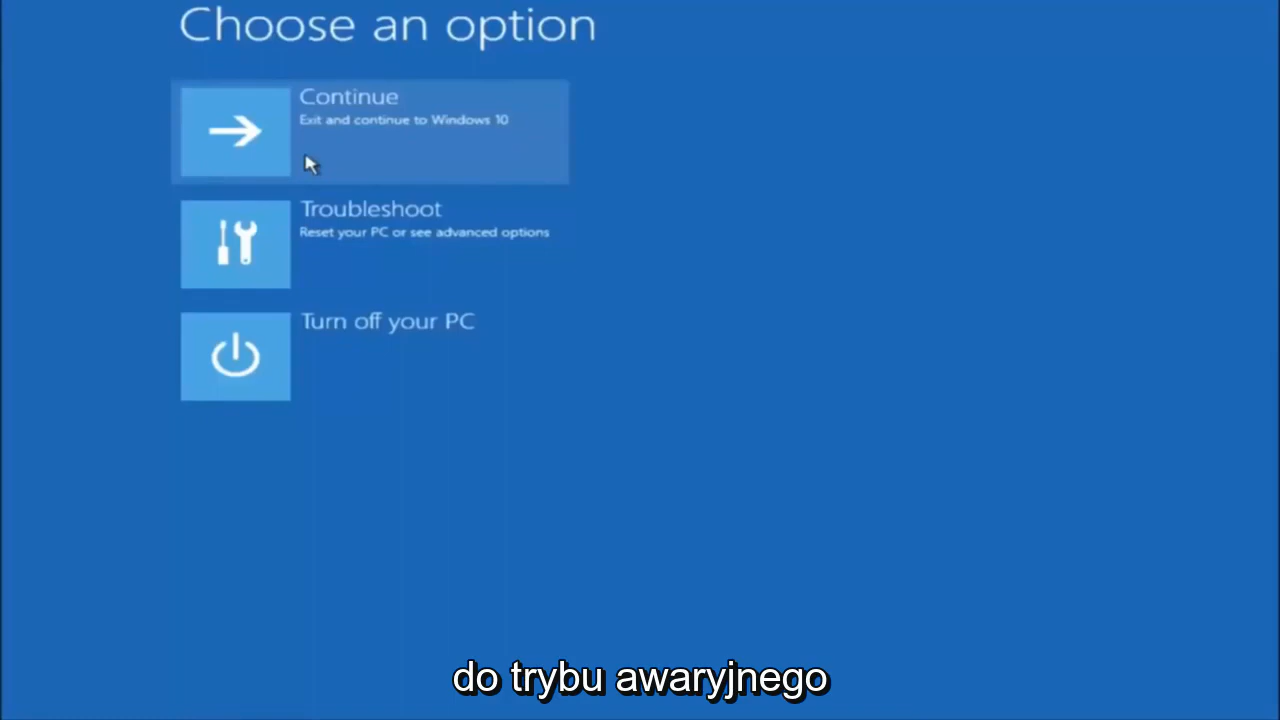 Choose an option
Continue
Exit and continue to Windows 10
Troubleshoot
Reset your PC or see advanced options
Turn off your PC
do trybu awaryjnego